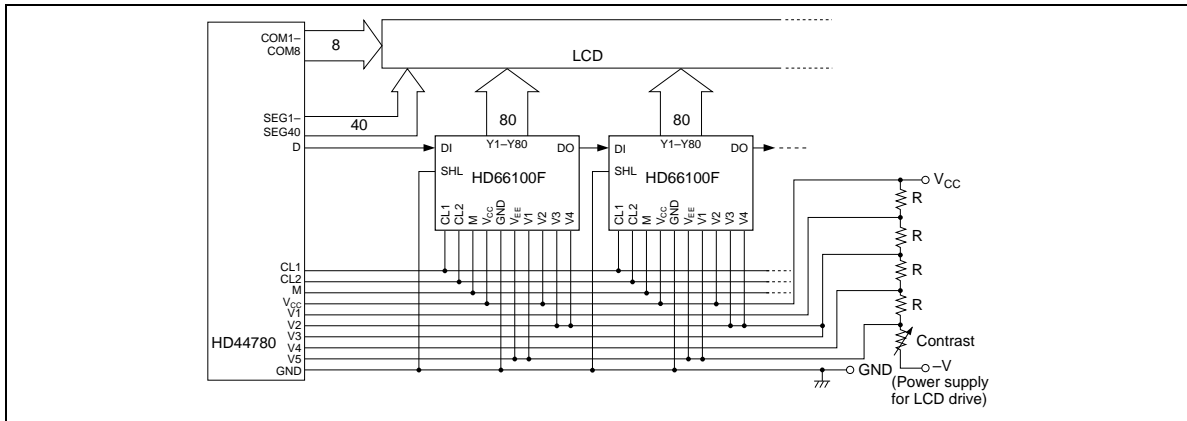 COM1–
COM8
8
LCD
SEG1–
SEG40
40
80
80
D
DI
Y1–Y80
DO
SHL
HD66100F
CL1
CL2
M
VCC
GND
VEE
V1
V2
V3
V4
DI
Y1–Y80
DO
SHL
HD66100F
CL1
CL2
M
VCC
GND
VEE
V1
V2
V3
V4
VCC
R
R
R
R
Contrast
–V
(Power supply
for LCD drive)
CL1
CL2
M
VCC
V1
V2
V3
V4
V5
GND
HD44780
GND